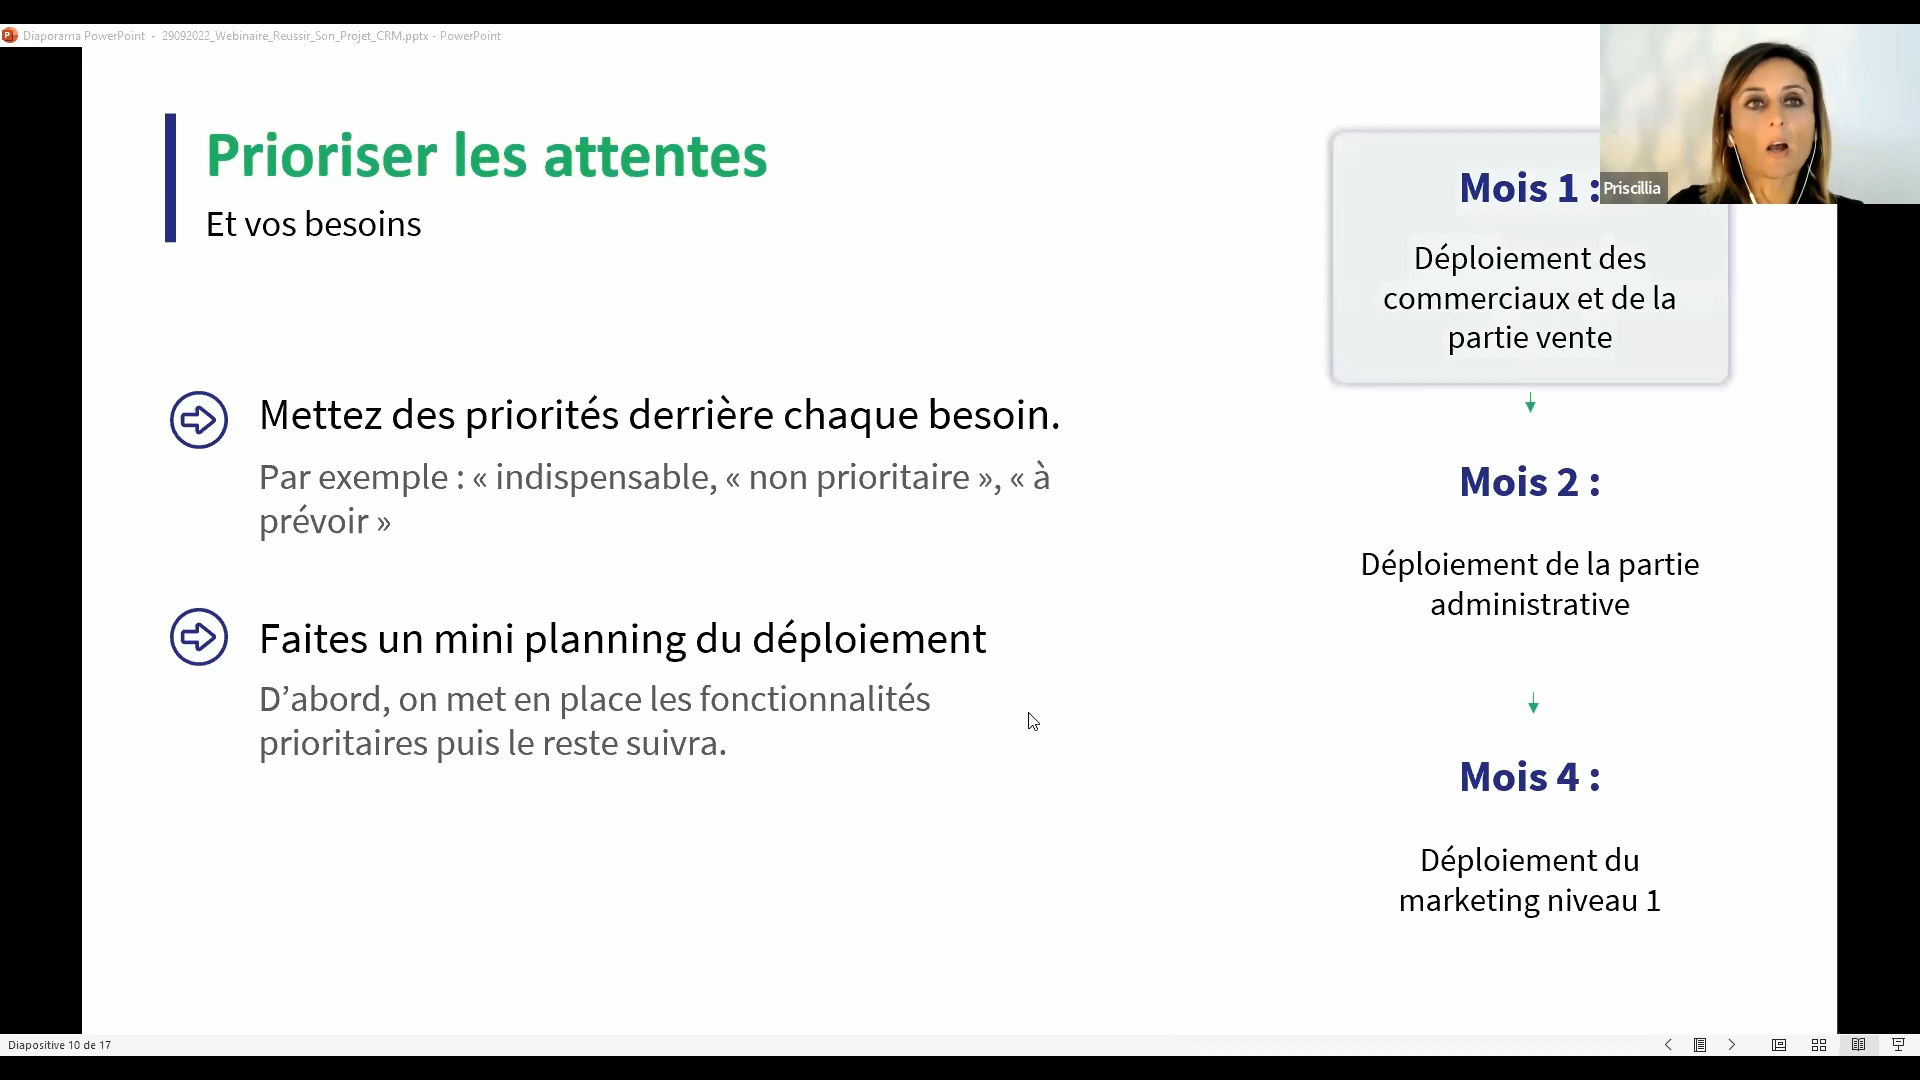 Diaporama PowerPoint - 29092022_Webinaire_Reussir_Son_Projet_CRM.pptx - PowerPoint
Prioriser les attentes
Et vos besoins
Mettez des priorités derrière chaque besoin.
Par exemple : « indispensable, « non prioritaire », « à
prévoir »
Faites un mini planning du déploiement
D’abord, on met en place les fonctionnalités
prioritaires puis le reste suivra.
Mois 1 :
Priscillia
Déploiement des
commerciaux et de la
partie vente
Mois 2 :
Déploiement de la partie
administrative
Mois 4 :
Déploiement du
marketing niveau 1
Diapositive 10 de 17